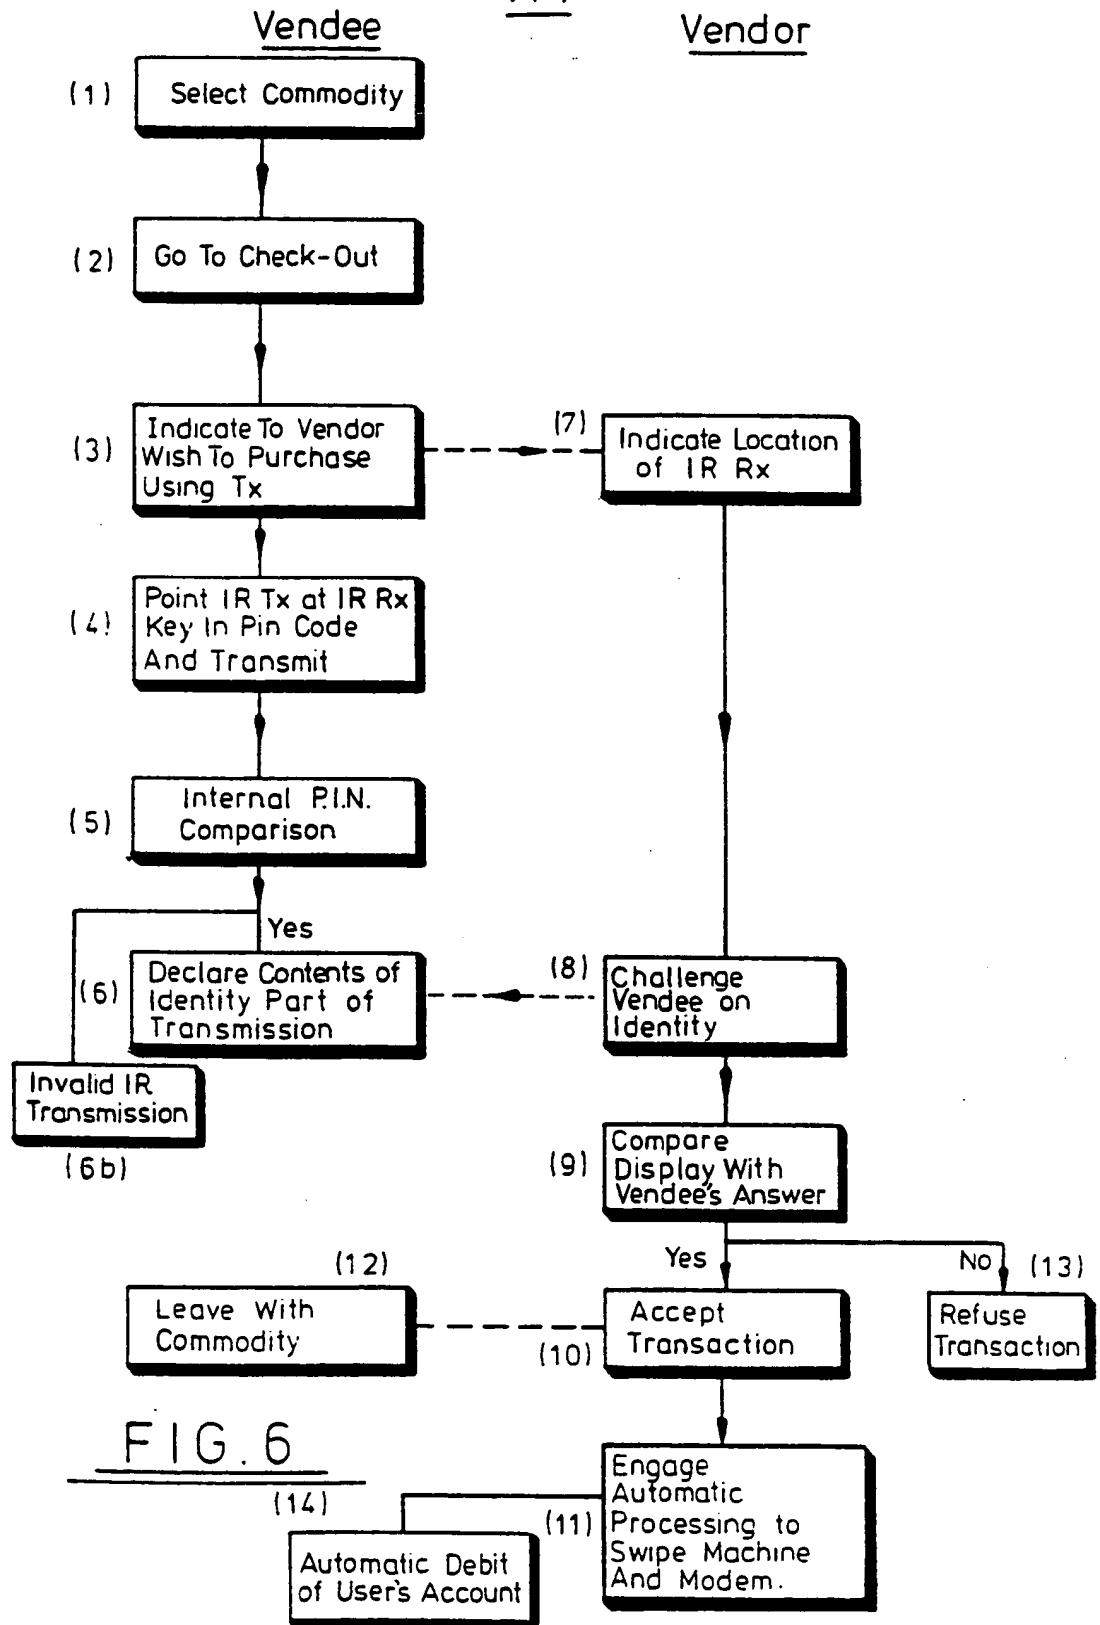 Vendee
Vendor
(1)
Select Commodity
(2)
Go To Check-Out
(3)
Indicate To Vendor
Wish To Purchase
Using Tx
(7)
Indicate Location
of IR Rx
(4)
Point IR Tx at IR Rx
Key In Pin Code
And Transmit
(5)
Internal P.I.N.
Comparison
Yes
(6)
Declare Contents of
Identity Part of
Transmission
(8)
Challenge
Vendee on
Identity
Invalid IR
Transmission
(6b)
(9)
Compare
Display With
Vendee's Answer
Yes
No
(13)
(12)
Leave With
Commodity
(10)
Accept
Transaction
Refuse
Transaction
FIG.6
(14)
Automatic Debit
of User's Account
(11)
Engage
Automatic
Processing to
Swipe Machine
And Modem.